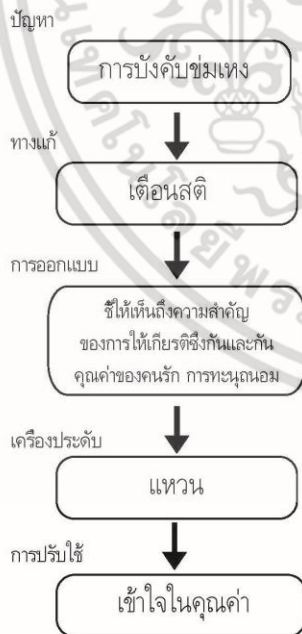 ปัญหา
การบังคับข่มเหง
ทางแก้
เตือนสติ
การออกแบบ
ชี้ให้เห็นถึงความสำคัญ
ของการให้เกียรติซึ่งกันและกัน
คุณค่าของคนรัก การทะนุถนอม
เครื่องประดับ
แหวน
การปรับใช้
เข้าใจในคุณค่า